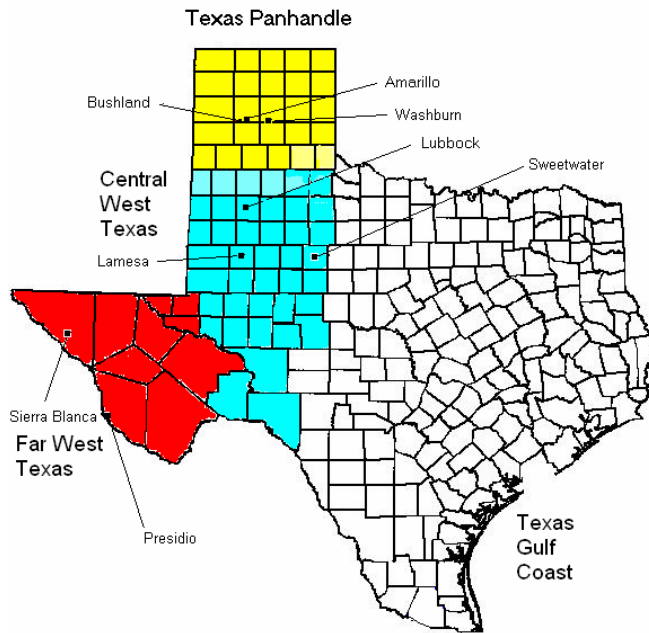 Texas Panhandle
Amarillo
Bushland
Washburn
Lubbock
Sweetwater
Central
West
Texas
Lamesa
Sierra Blanca
Far West
Texas
Presidio
Texas
Gulf
Coast